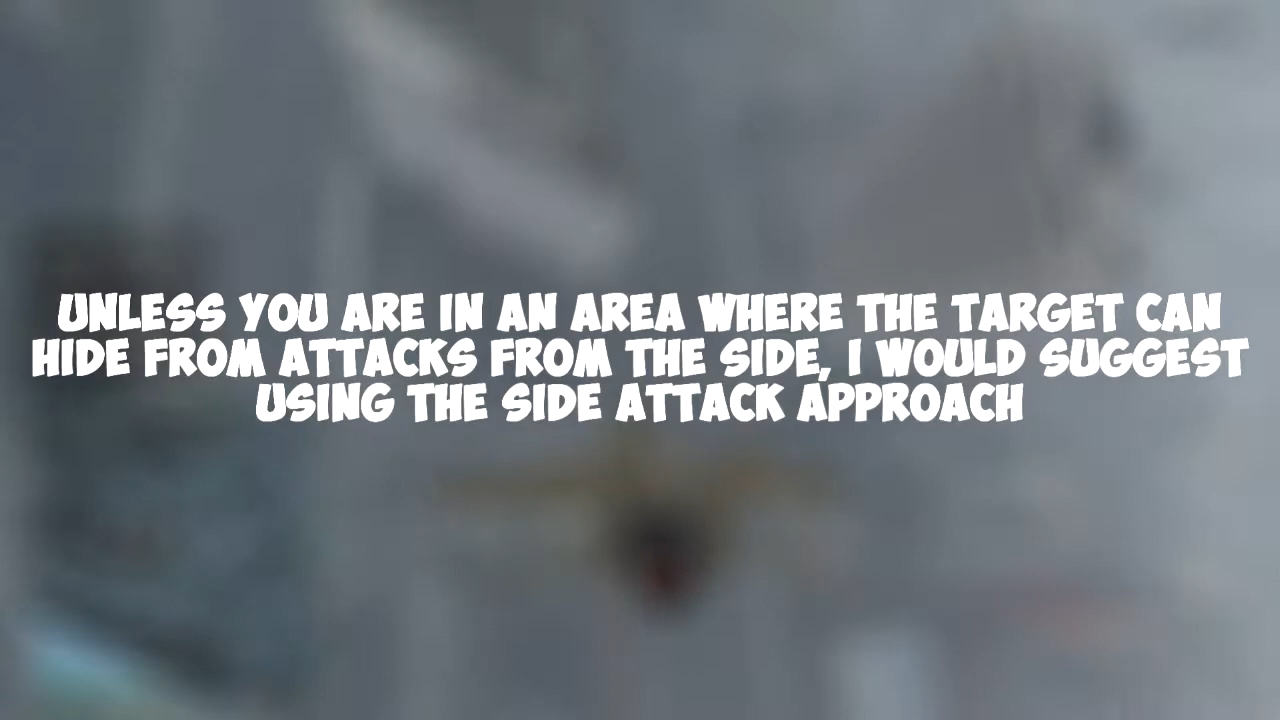 UNLESS YOU ARE IN AN AREA WHERE THE TARGET CAN
HIDE FROM ATTACKS FROM THE SIDE, I WOULD SUGGEST
USING THE SIDE ATTACK APPROACH